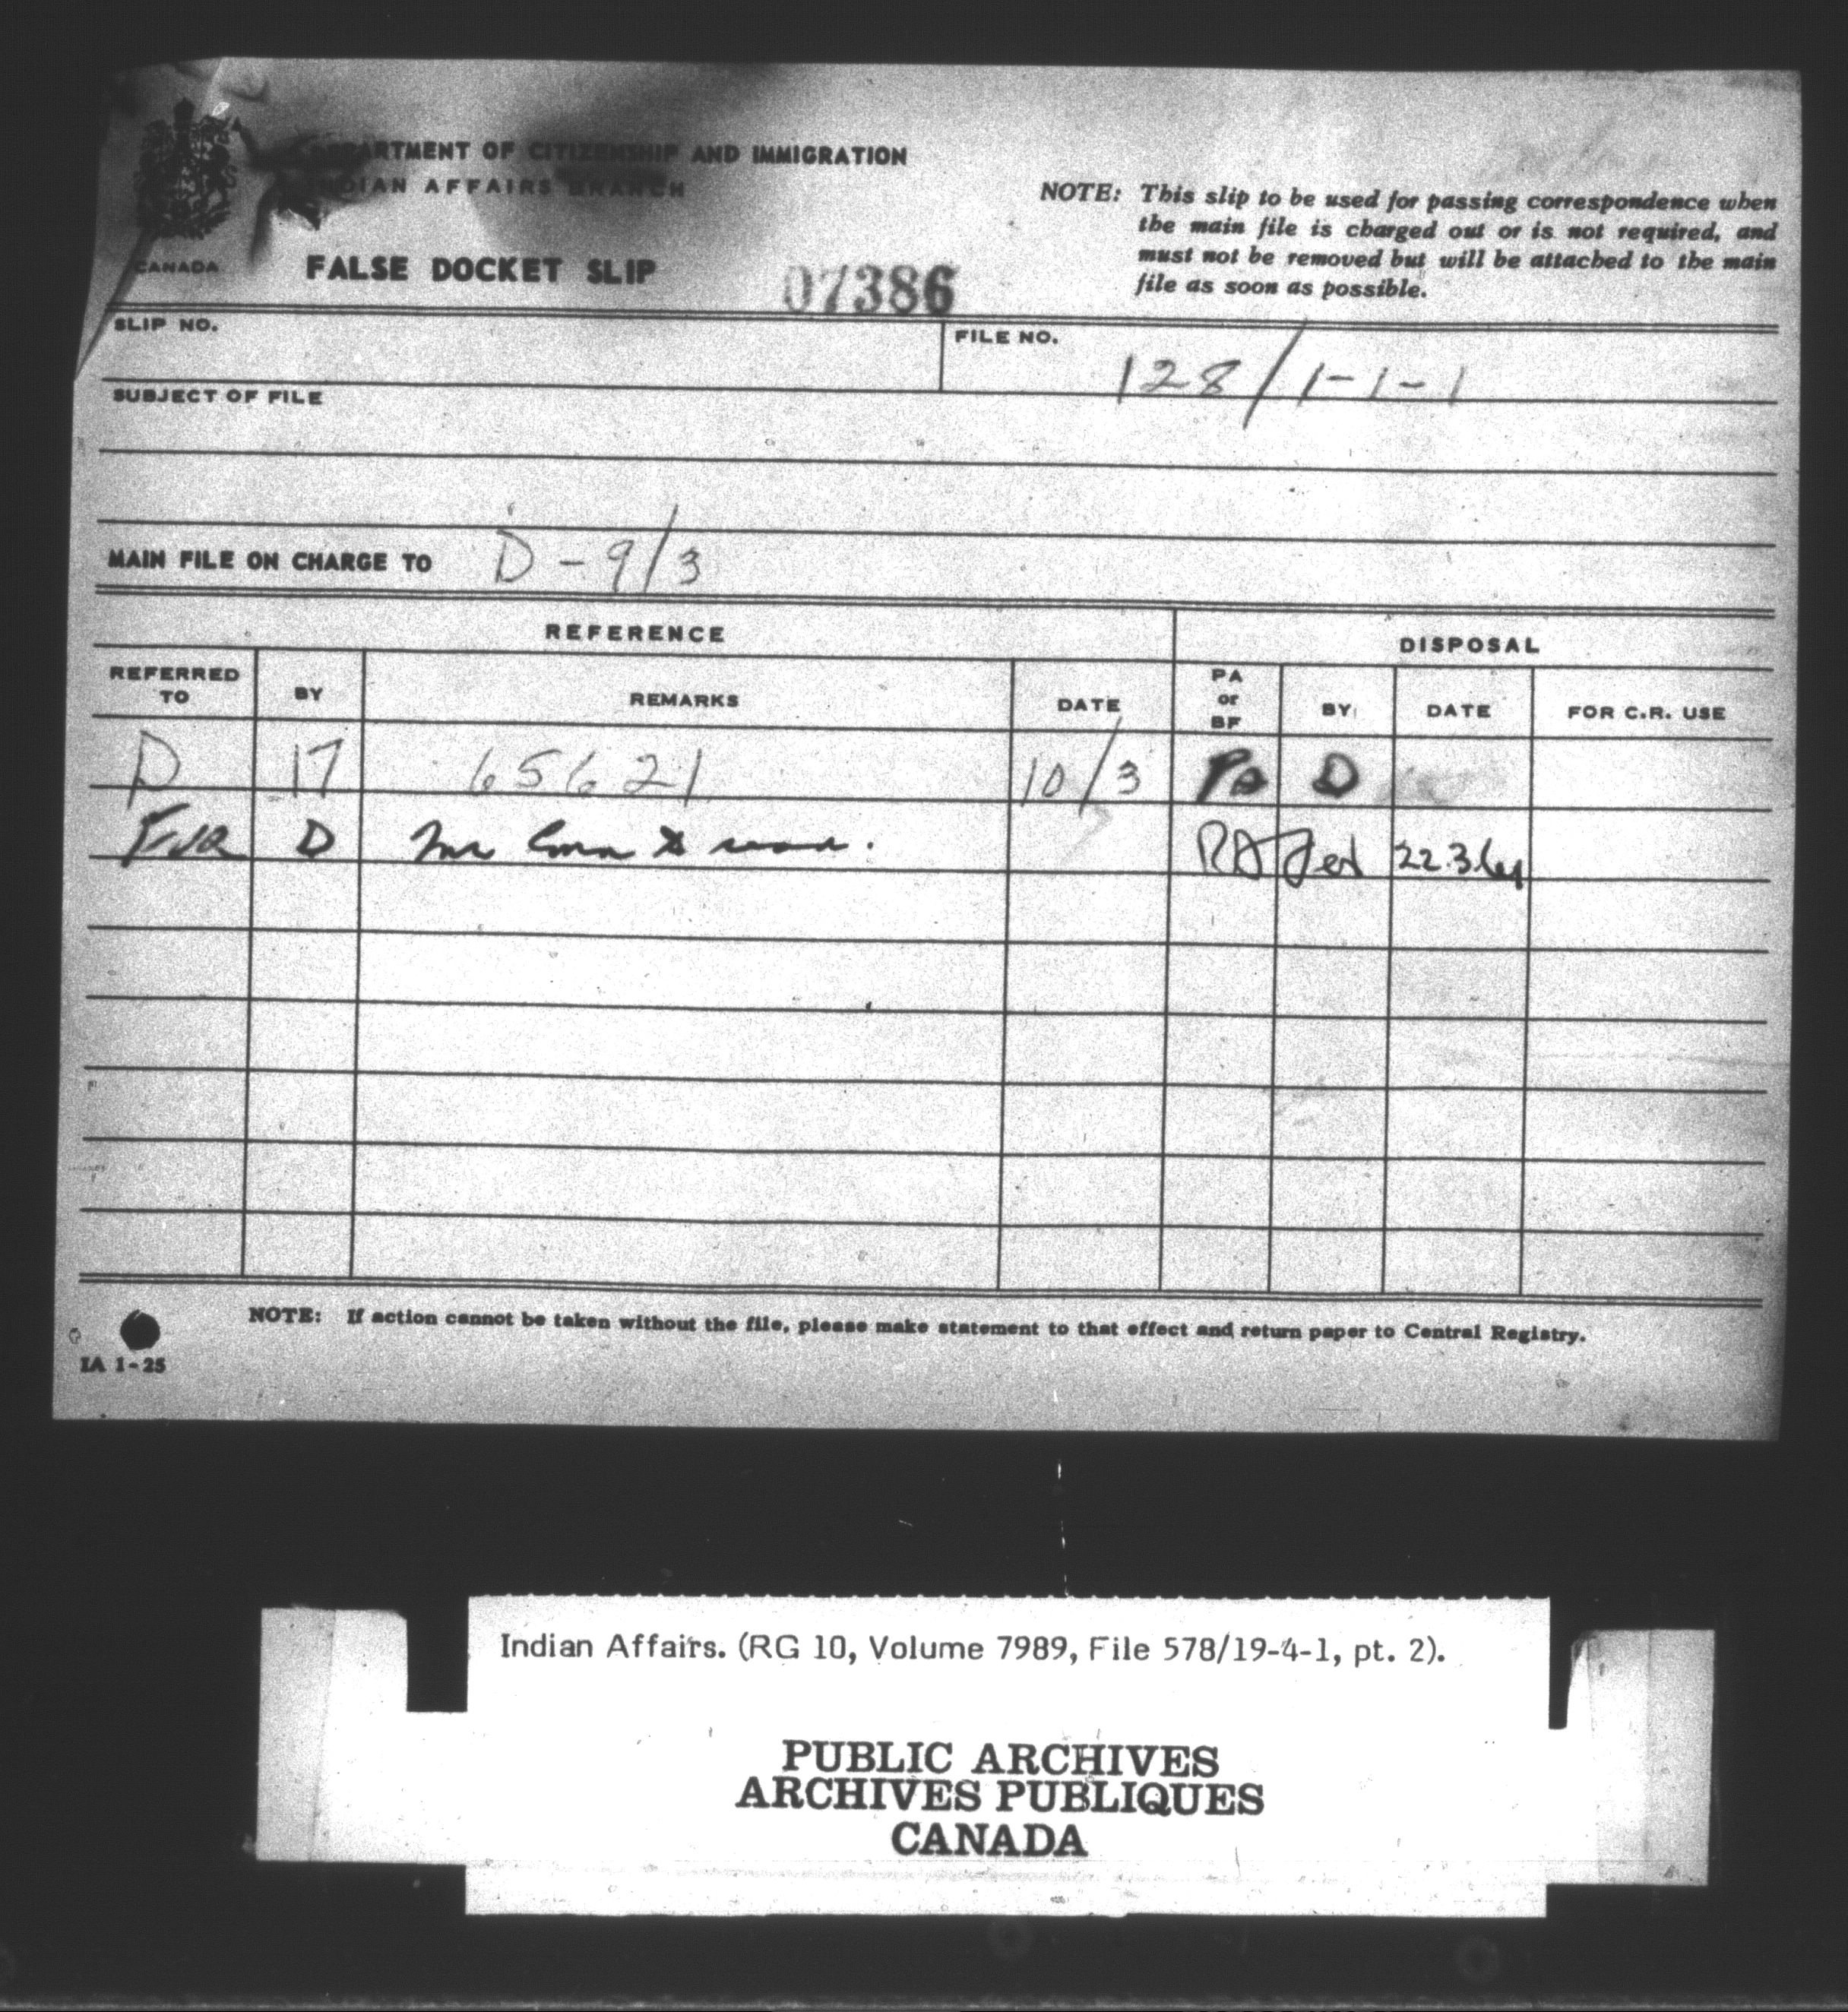 DEPARTMENT OF CITIZENSHIP AND IMMIGRATION
INDIAN AFFAIRS BRANCH
CANADA
FALSE DOCKET SLIP
07386
NOTE: This slip to be used for passing correspondence when
the main file is charged out or is not required, and
must not be removed but will be attached to the main
file as soon as possible.
SLIP NO.
FILE NO. 128/1-1-1
SUBJECT OF FILE
MAIN FILE ON CHARGE TO D-9/3
REFERENCE DISPOSAL
REFERRED TO BY REMARKS DATE PA or BF BY DATE FOR C.R. USE
D 17 65621 10/3 PA D
D PA 22.3.64
NOTE: If action cannot be taken without the file, please make statement to that effect and return paper to Central Registry.
IA 1-25
Indian Affairs. (RG 10, Volume 7989, File 578/19-4-1, pt. 2).
PUBLIC ARCHIVES
ARCHIVES PUBLIQUES
CANADA